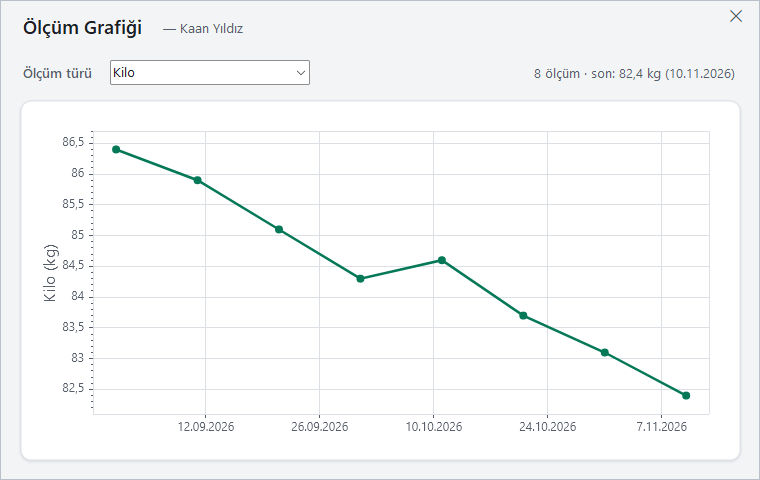 Ölçüm Grafiği — Kaan Yıldız
Ölçüm türü Kilo 8 ölçüm · son: 82,4 kg (10.11.2026)
Kilo (kg)
86,5
86
85,5
85
84,5
84
83,5
83
82,5
12.09.2026 26.09.2026 10.10.2026 24.10.2026 7.11.2026